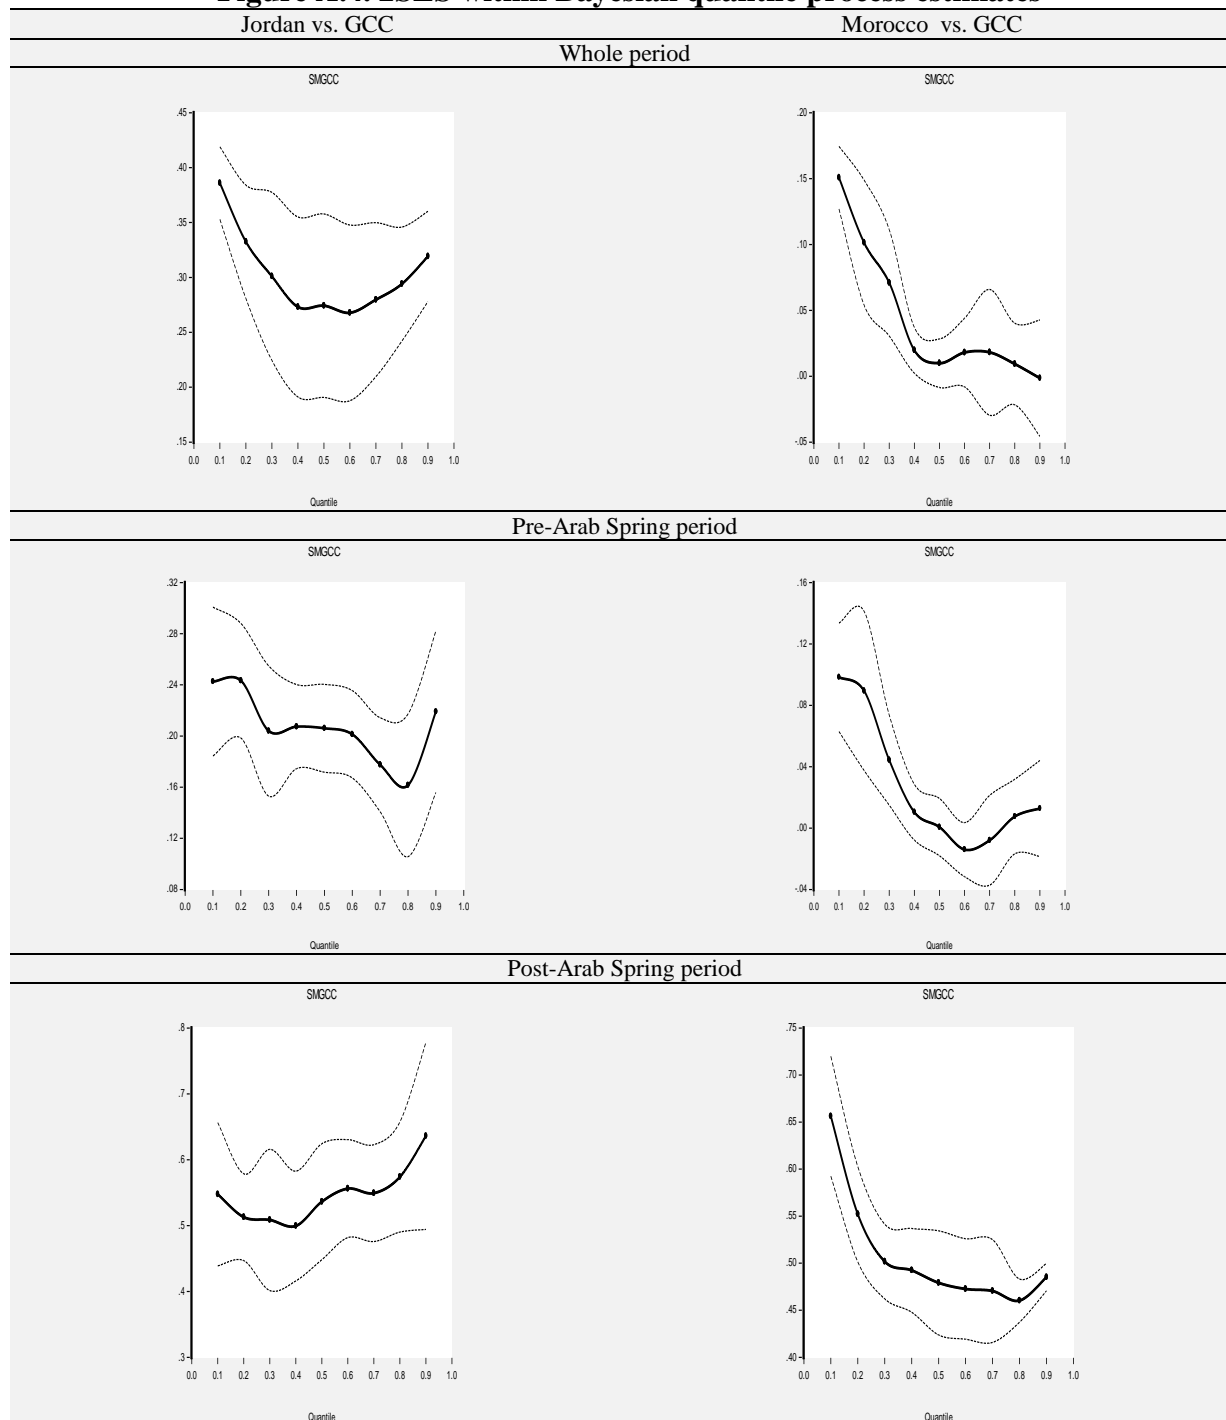 Jordan vs. GCC
Morocco vs. GCC
Whole period
SMGCC
.45
.40
.35
.30
.25
.20
.15
0.0 0.1 0.2 0.3 0.4 0.5 0.6 0.7 0.8 0.9 1.0
Quantile
SMGCC
.20
.15
.10
.05
.00
-.05
0.0 0.1 0.2 0.3 0.4 0.5 0.6 0.7 0.8 0.9 1.0
Quantile
Pre-Arab Spring period
SMGCC
.32
.28
.24
.20
.16
.12
.08
0.0 0.1 0.2 0.3 0.4 0.5 0.6 0.7 0.8 0.9 1.0
Quantile
SMGCC
.16
.12
.08
.04
.00
-.04
0.0 0.1 0.2 0.3 0.4 0.5 0.6 0.7 0.8 0.9 1.0
Quantile
Post-Arab Spring period
SMGCC
.8
.7
.6
.5
.4
.3
0.0 0.1 0.2 0.3 0.4 0.5 0.6 0.7 0.8 0.9 1.0
Quantile
SMGCC
.75
.70
.65
.60
.55
.50
.45
.40
0.0 0.1 0.2 0.3 0.4 0.5 0.6 0.7 0.8 0.9 1.0
Quantile